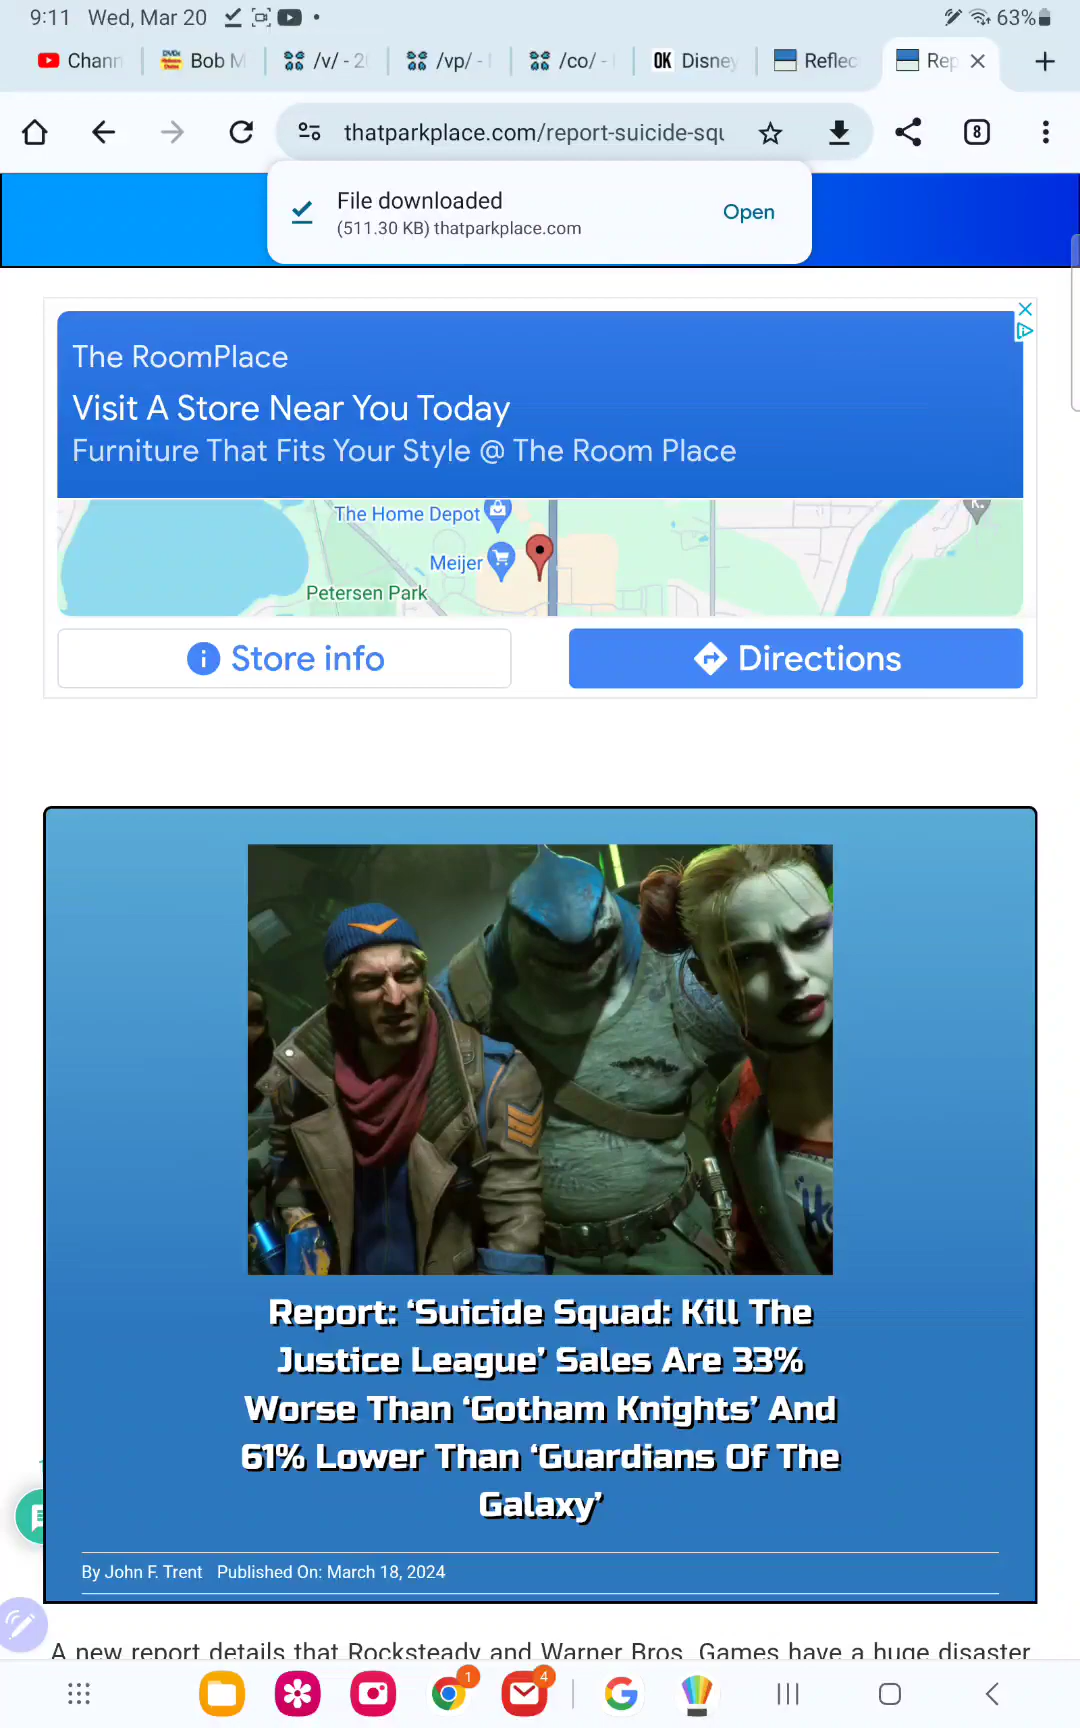 9:11 Wed, Mar 20
63%
Chann
Bob M
/v/ - 2
/vp/ -
/co/ -
OK Disney
Reflec
Rep
thatparkplace.com/report-suicide-squ
8
File downloaded
(511.30 KB) thatparkplace.com
Open
The RoomPlace
Visit A Store Near You Today
Furniture That Fits Your Style @ The Room Place
The Home Depot
Meijer
Petersen Park
Store info
Directions
Report: ‘Suicide Squad: Kill The
Justice League’ Sales Are 33%
Worse Than ‘Gotham Knights’ And
61% Lower Than ‘Guardians Of The
Galaxy’
By John F. Trent Published On: March 18, 2024
A new report details that Rocksteady and Warner Bros. Games have a huge disaster
1
4